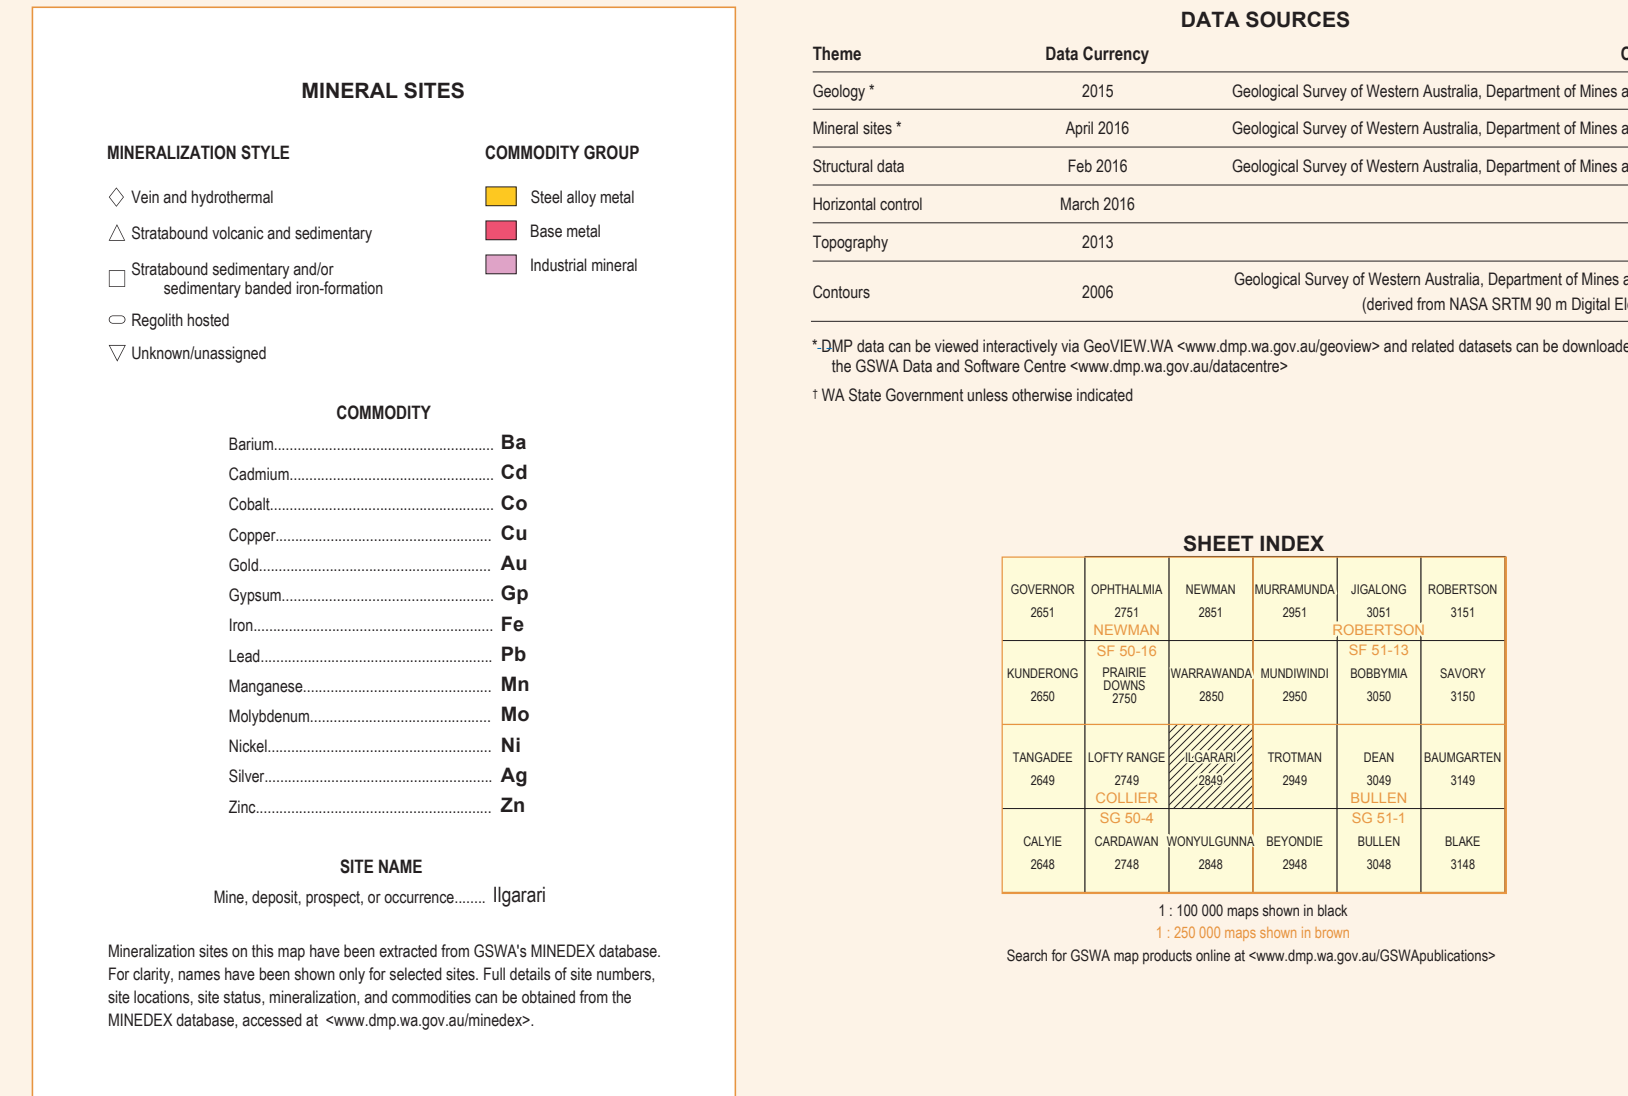 MINERAL SITES
MINERALIZATION STYLE
Vein and hydrothermal
Stratabound volcanic and sedimentary
Stratabound sedimentary and/or
sedimentary banded iron-formation
Regolith hosted
Unknown/unassigned
COMMODITY GROUP
Steel alloy metal
Base metal
Industrial mineral
COMMODITY
Barium........................................................ Ba
Cadmium.................................................... Cd
Cobalt......................................................... Co
Copper........................................................ Cu
Gold............................................................ Au
Gypsum...................................................... Gp
Iron............................................................. Fe
Lead........................................................... Pb
Manganese................................................ Mn
Molybdenum.............................................. Mo
Nickel......................................................... Ni
Silver.......................................................... Ag
Zinc............................................................ Zn
SITE NAME
Mine, deposit, prospect, or occurrence........ Ilgarari
Mineralization sites on this map have been extracted from GSWA's MINEDEX database.
For clarity, names have been shown only for selected sites. Full details of site numbers,
site locations, site status, mineralization, and commodities can be obtained from the
MINEDEX database, accessed at <www.dmp.wa.gov.au/minedex>.
DATA SOURCES
Theme Data Currency
Geology * 2015 Geological Survey of Western Australia, Department of Mines
Mineral sites * April 2016 Geological Survey of Western Australia, Department of Mines
Structural data Feb 2016 Geological Survey of Western Australia, Department of Mines
Horizontal control March 2016
Topography 2013
Contours 2006 Geological Survey of Western Australia, Department of Mines
(derived from NASA SRTM 90 m Digital
* DMP data can be viewed interactively via GeoVIEW.WA <www.dmp.wa.gov.au/geoview> and related datasets can be
the GSWA Data and Software Centre <www.dmp.wa.gov.au/datacentre>
† WA State Government unless otherwise indicated
SHEET INDEX
GOVERNOR OPHTHALMIA NEWMAN MURRAMUNDA JIGALONG ROBERTSON
2651 2751 2851 2951 3051 3151
NEWMAN ROBERTSON
SF 50-16 SF 51-13
KUNDERONG PRAIRIE DOWNS WARRAWANDA MUNDIWINDI BOBBYMIA SAVORY
2650 2750 2850 2950 3050 3150
TANGADEE LOFTY RANGE ILGARARI TROTMAN DEAN BAUMGARTEN
2649 2749 2849 2949 3049 3149
COLLIER BULLEN
SG 50-4 SG 51-1
CALYIE CARDAWAN WONYULGUNNA BEYONDIE BULLEN BLAKE
2648 2748 2848 2948 3048 3148
1 : 100 000 maps shown in black
1 : 250 000 maps shown in brown
Search for GSWA map products online at <www.dmp.wa.gov.au/GSWApublications>